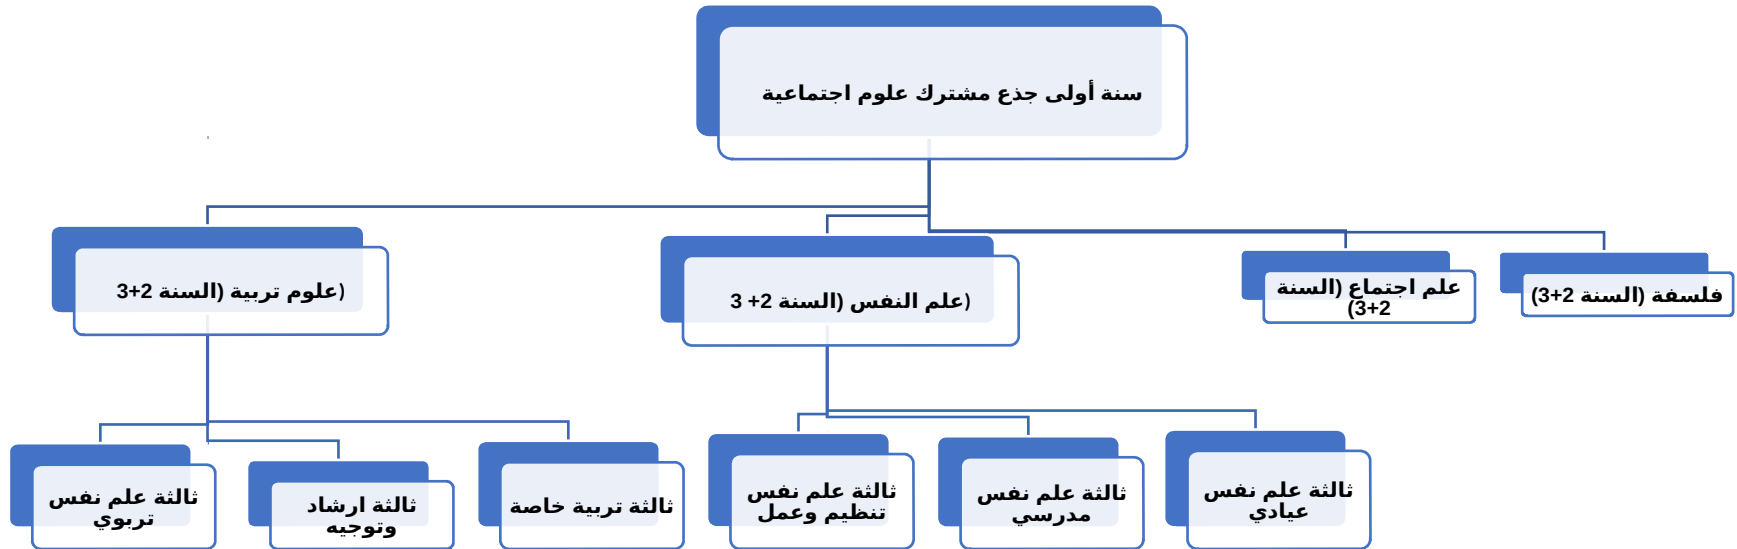 سنة أولى جذع مشترك علوم اجتماعية
فلسفة (السنة 2+3)
علم اجتماع (السنة
2+3)
(علم النفس (السنة 2+ 3
(علوم تربية (السنة 2+3
ثالثة علم نفس
عيادي
ثالثة علم نفس
مدرسي
ثالثة علم نفس
تنظيم وعمل
ثالثة تربية خاصة
ثالثة ارشاد
وتوجيه
ثالثة علم نفس
تربوي